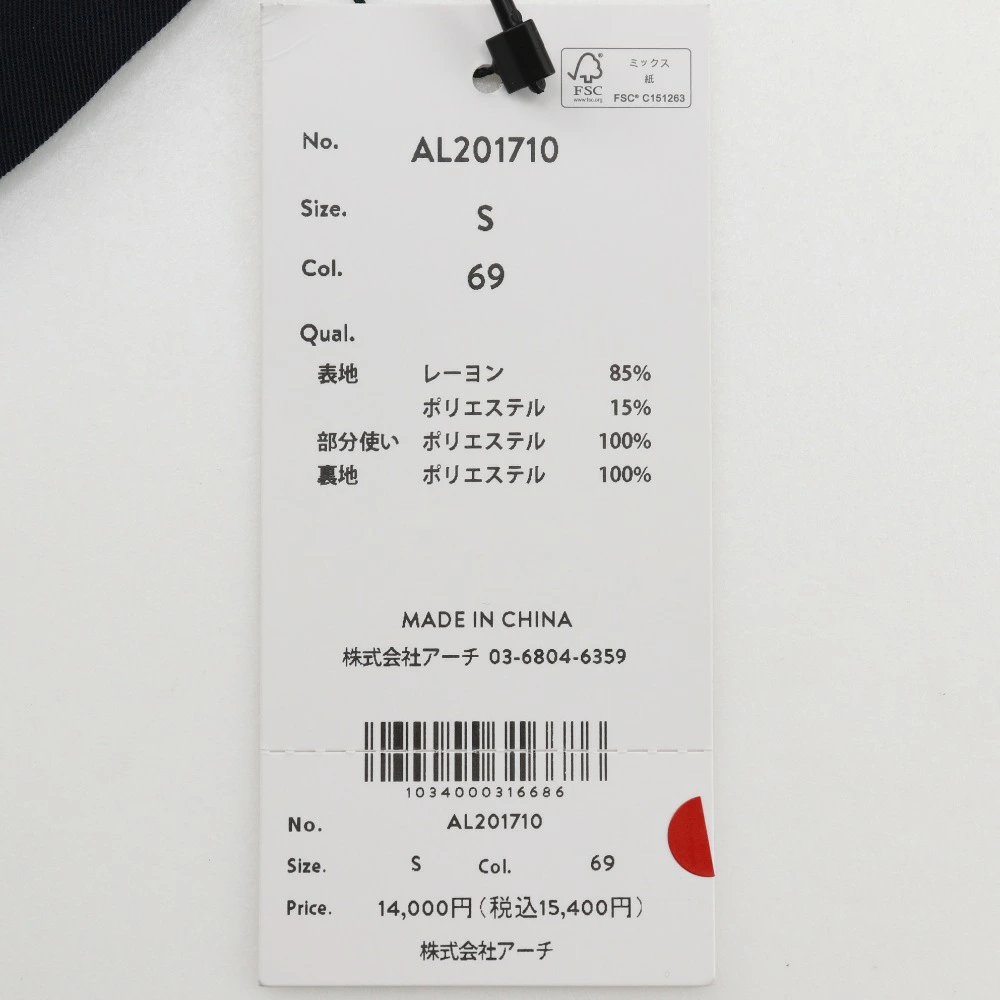 ミックス
紙
FSC
www.fsc.org
FSC® C151263
No. AL201710
Size. S
Col. 69
Qual.
表地 レーヨン 85%
ポリエステル 15%
部分使い ポリエステル 100%
裏地 ポリエステル 100%
MADE IN CHINA
株式会社アーチ 03-6804-6359
1034000316686
No. AL201710
Size. S Col. 69
Price. 14,000円（税込15,400円）
株式会社アーチ